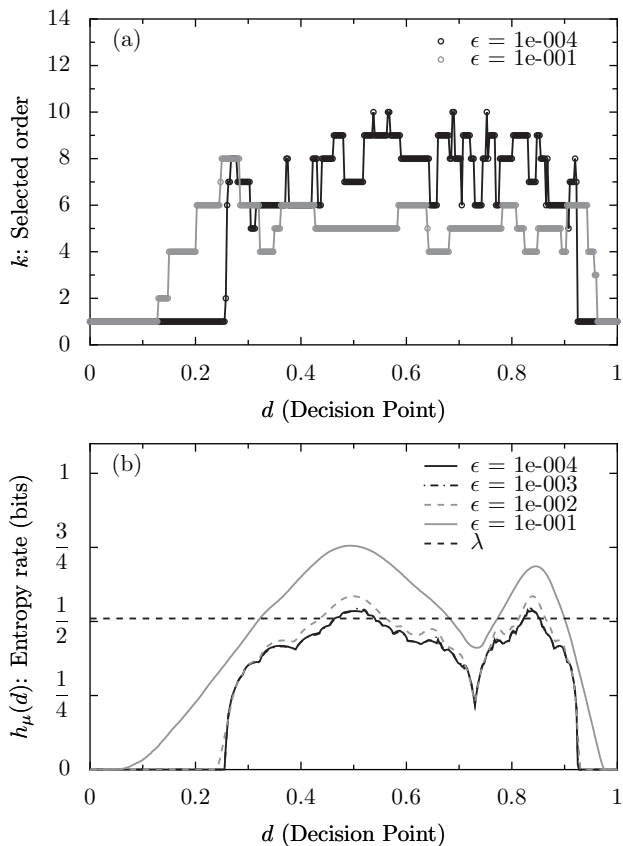 14
12
10
8
6
4
2
0
k: Selected order
(a)
ϵ = 1e-004
ϵ = 1e-001
0 0.2 0.4 0.6 0.8 1
d (Decision Point)
1
3/4
1/2
1/4
0
hμ(d): Entropy rate (bits)
(b)
ϵ = 1e-004
ϵ = 1e-003
ϵ = 1e-002
ϵ = 1e-001
λ
0 0.2 0.4 0.6 0.8 1
d (Decision Point)